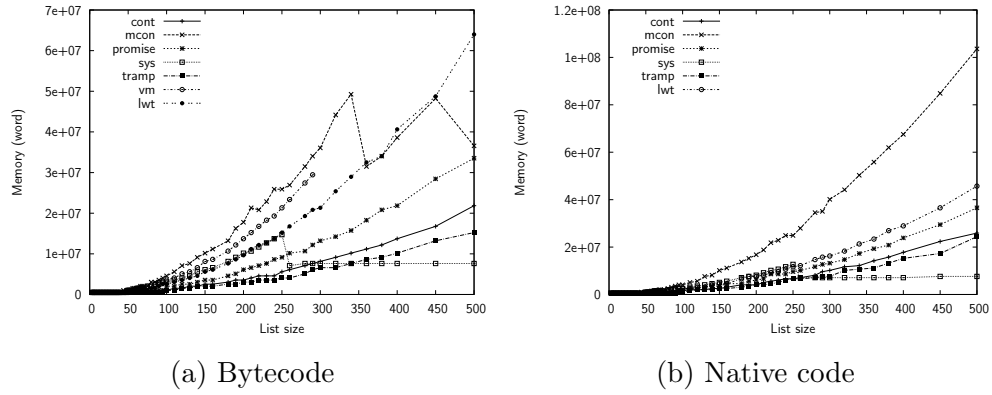 7e+07
6e+07
5e+07
4e+07
3e+07
2e+07
1e+07
0
Memory (word)
cont
mcon
promise
sys
tramp
vm
lwt
0 50 100 150 200 250 300 350 400 450 500
List size
(a) Bytecode
1.2e+08
1e+08
8e+07
6e+07
4e+07
2e+07
0
Memory (word)
cont
mcon
promise
sys
tramp
lwt
0 50 100 150 200 250 300 350 400 450 500
List size
(b) Native code